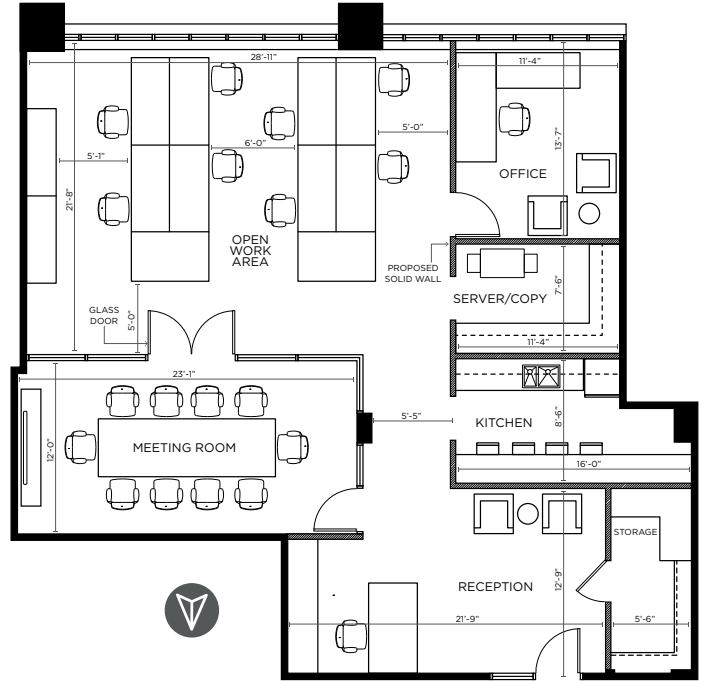 28'-11"
11'-4"
5'-0"
13'-7"
6'-0"
5'-1"
OFFICE
21'-8"
OPEN
WORK
AREA
PROPOSED
SOLID WALL
7'-6"
SERVER/COPY
GLASS
DOOR
5'-0"
11'-4"
23'-1"
5'-5"
KITCHEN
8'-6"
MEETING ROOM
12'-0"
16'-0"
STORAGE
RECEPTION
12'-9"
21'-9"
5'-6"